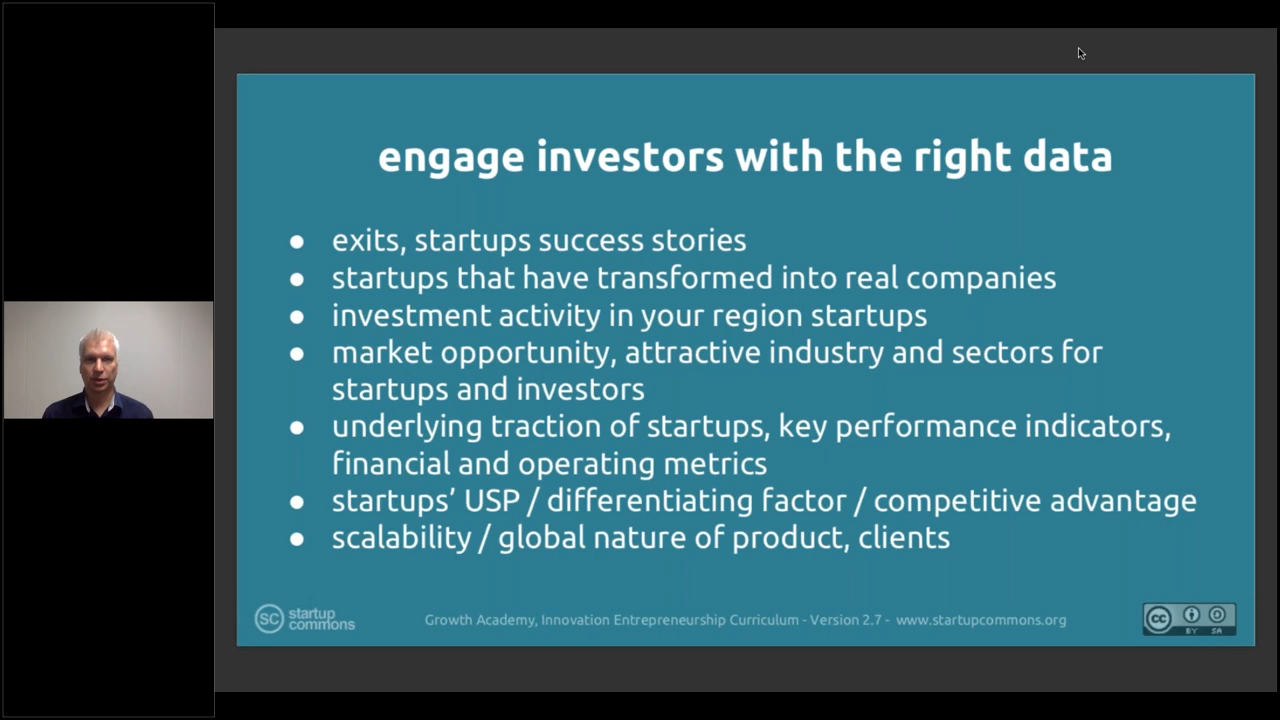 engage investors with the right data
● exits, startups success stories
● startups that have transformed into real companies
● investment activity in your region startups
● market opportunity, attractive industry and sectors for
startups and investors
● underlying traction of startups, key performance indicators,
financial and operating metrics
● startups’ USP / differentiating factor / competitive advantage
● scalability / global nature of product, clients
SC startup
commons
Growth Academy, Innovation Entrepreneurship Curriculum - Version 2.7 - www.startupcommons.org
cc
BY SA